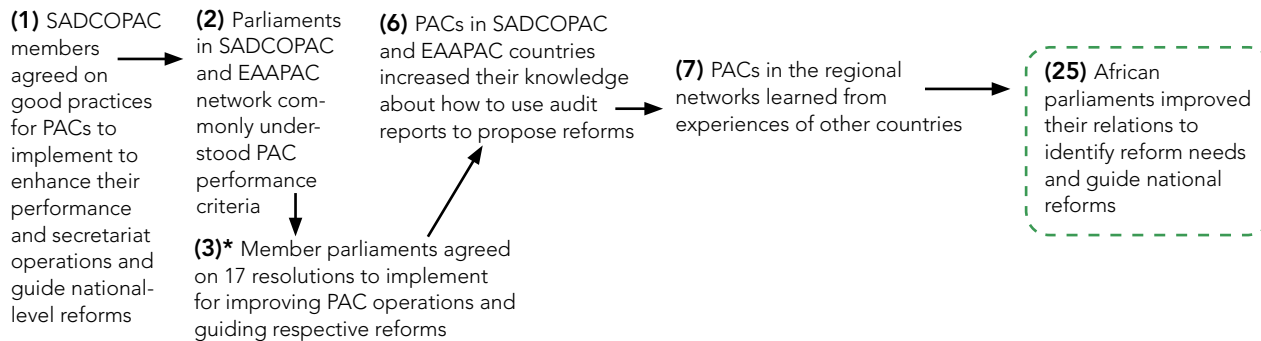 (1) SADCOPAC
members
agreed on
good practices
for PACs to
implement to
enhance their
performance
and secretariat
operations and
guide national-
level reforms
(2) Parliaments
in SADCOPAC
and EAAPAC
network com-
monly under-
stood PAC
performance
criteria
(3)* Member parliaments agreed
on 17 resolutions to implement
for improving PAC operations and
guiding respective reforms
(6) PACs in SADCOPAC
and EAAPAC countries
increased their knowledge
about how to use audit
reports to propose reforms
(7) PACs in the regional
networks learned from
experiences of other countries
(25) African
parliaments improved
their relations to
identify reform needs
and guide national
reforms